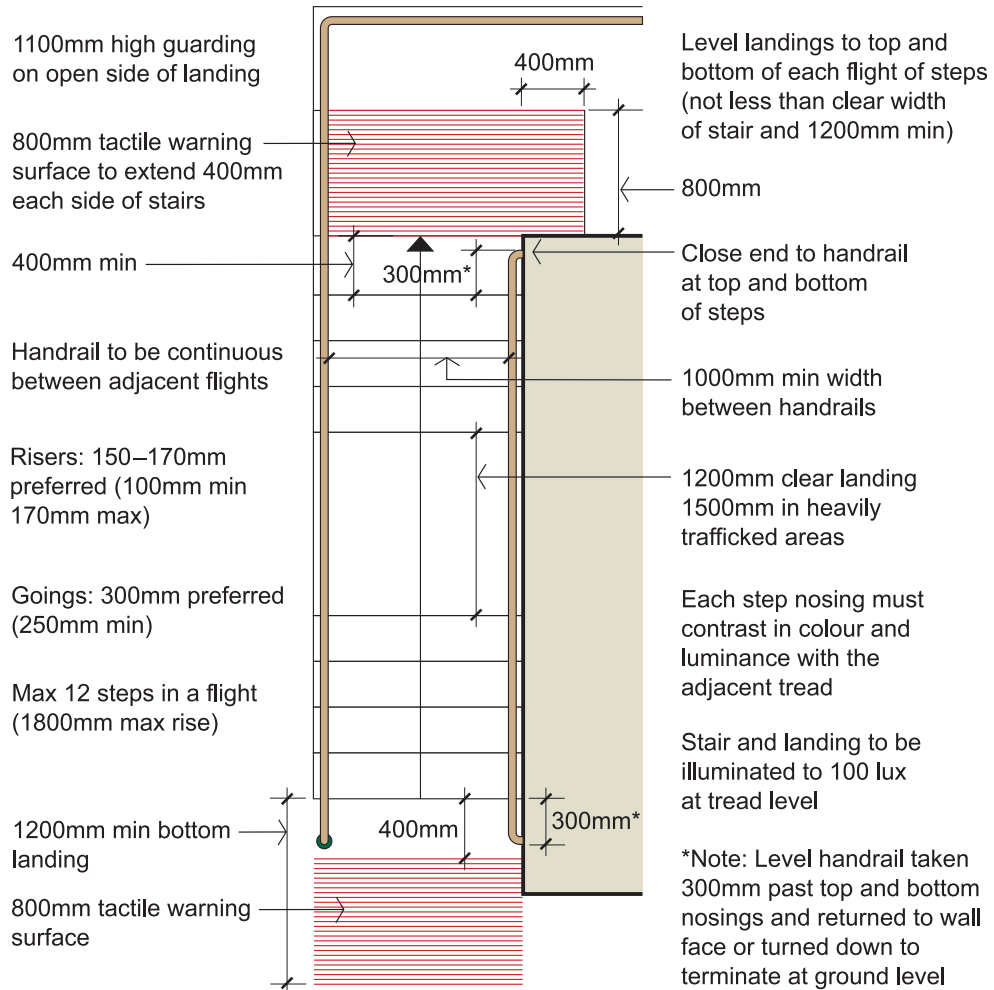 1100mm high guarding
on open side of landing
800mm tactile warning
surface to extend 400mm
each side of stairs
400mm min
Handrail to be continuous
between adjacent flights
Risers: 150–170mm
preferred (100mm min
170mm max)
Goings: 300mm preferred
(250mm min)
Max 12 steps in a flight
(1800mm max rise)
1200mm min bottom
landing
800mm tactile warning
surface
400mm
300mm*
400mm
300mm*
Level landings to top and
bottom of each flight of steps
(not less than clear width
of stair and 1200mm min)
800mm
Close end to handrail
at top and bottom
of steps
1000mm min width
between handrails
1200mm clear landing
1500mm in heavily
trafficked areas
Each step nosing must
contrast in colour and
luminance with the
adjacent tread
Stair and landing to be
illuminated to 100 lux
at tread level
*Note: Level handrail taken
300mm past top and bottom
nosings and returned to wall
face or turned down to
terminate at ground level